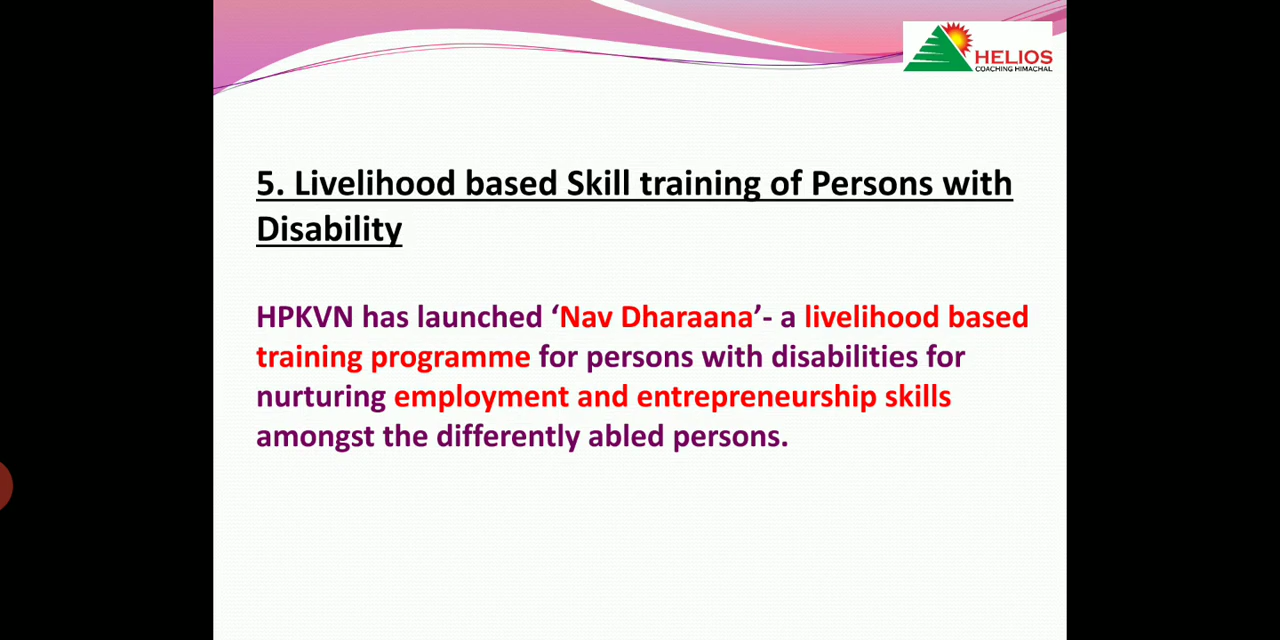 HELIOS
COACHING HIMACHAL
5. Livelihood based Skill training of Persons with
Disability
HPKVN has launched ‘Nav Dharaana’- a livelihood based
training programme for persons with disabilities for
nurturing employment and entrepreneurship skills
amongst the differently abled persons.